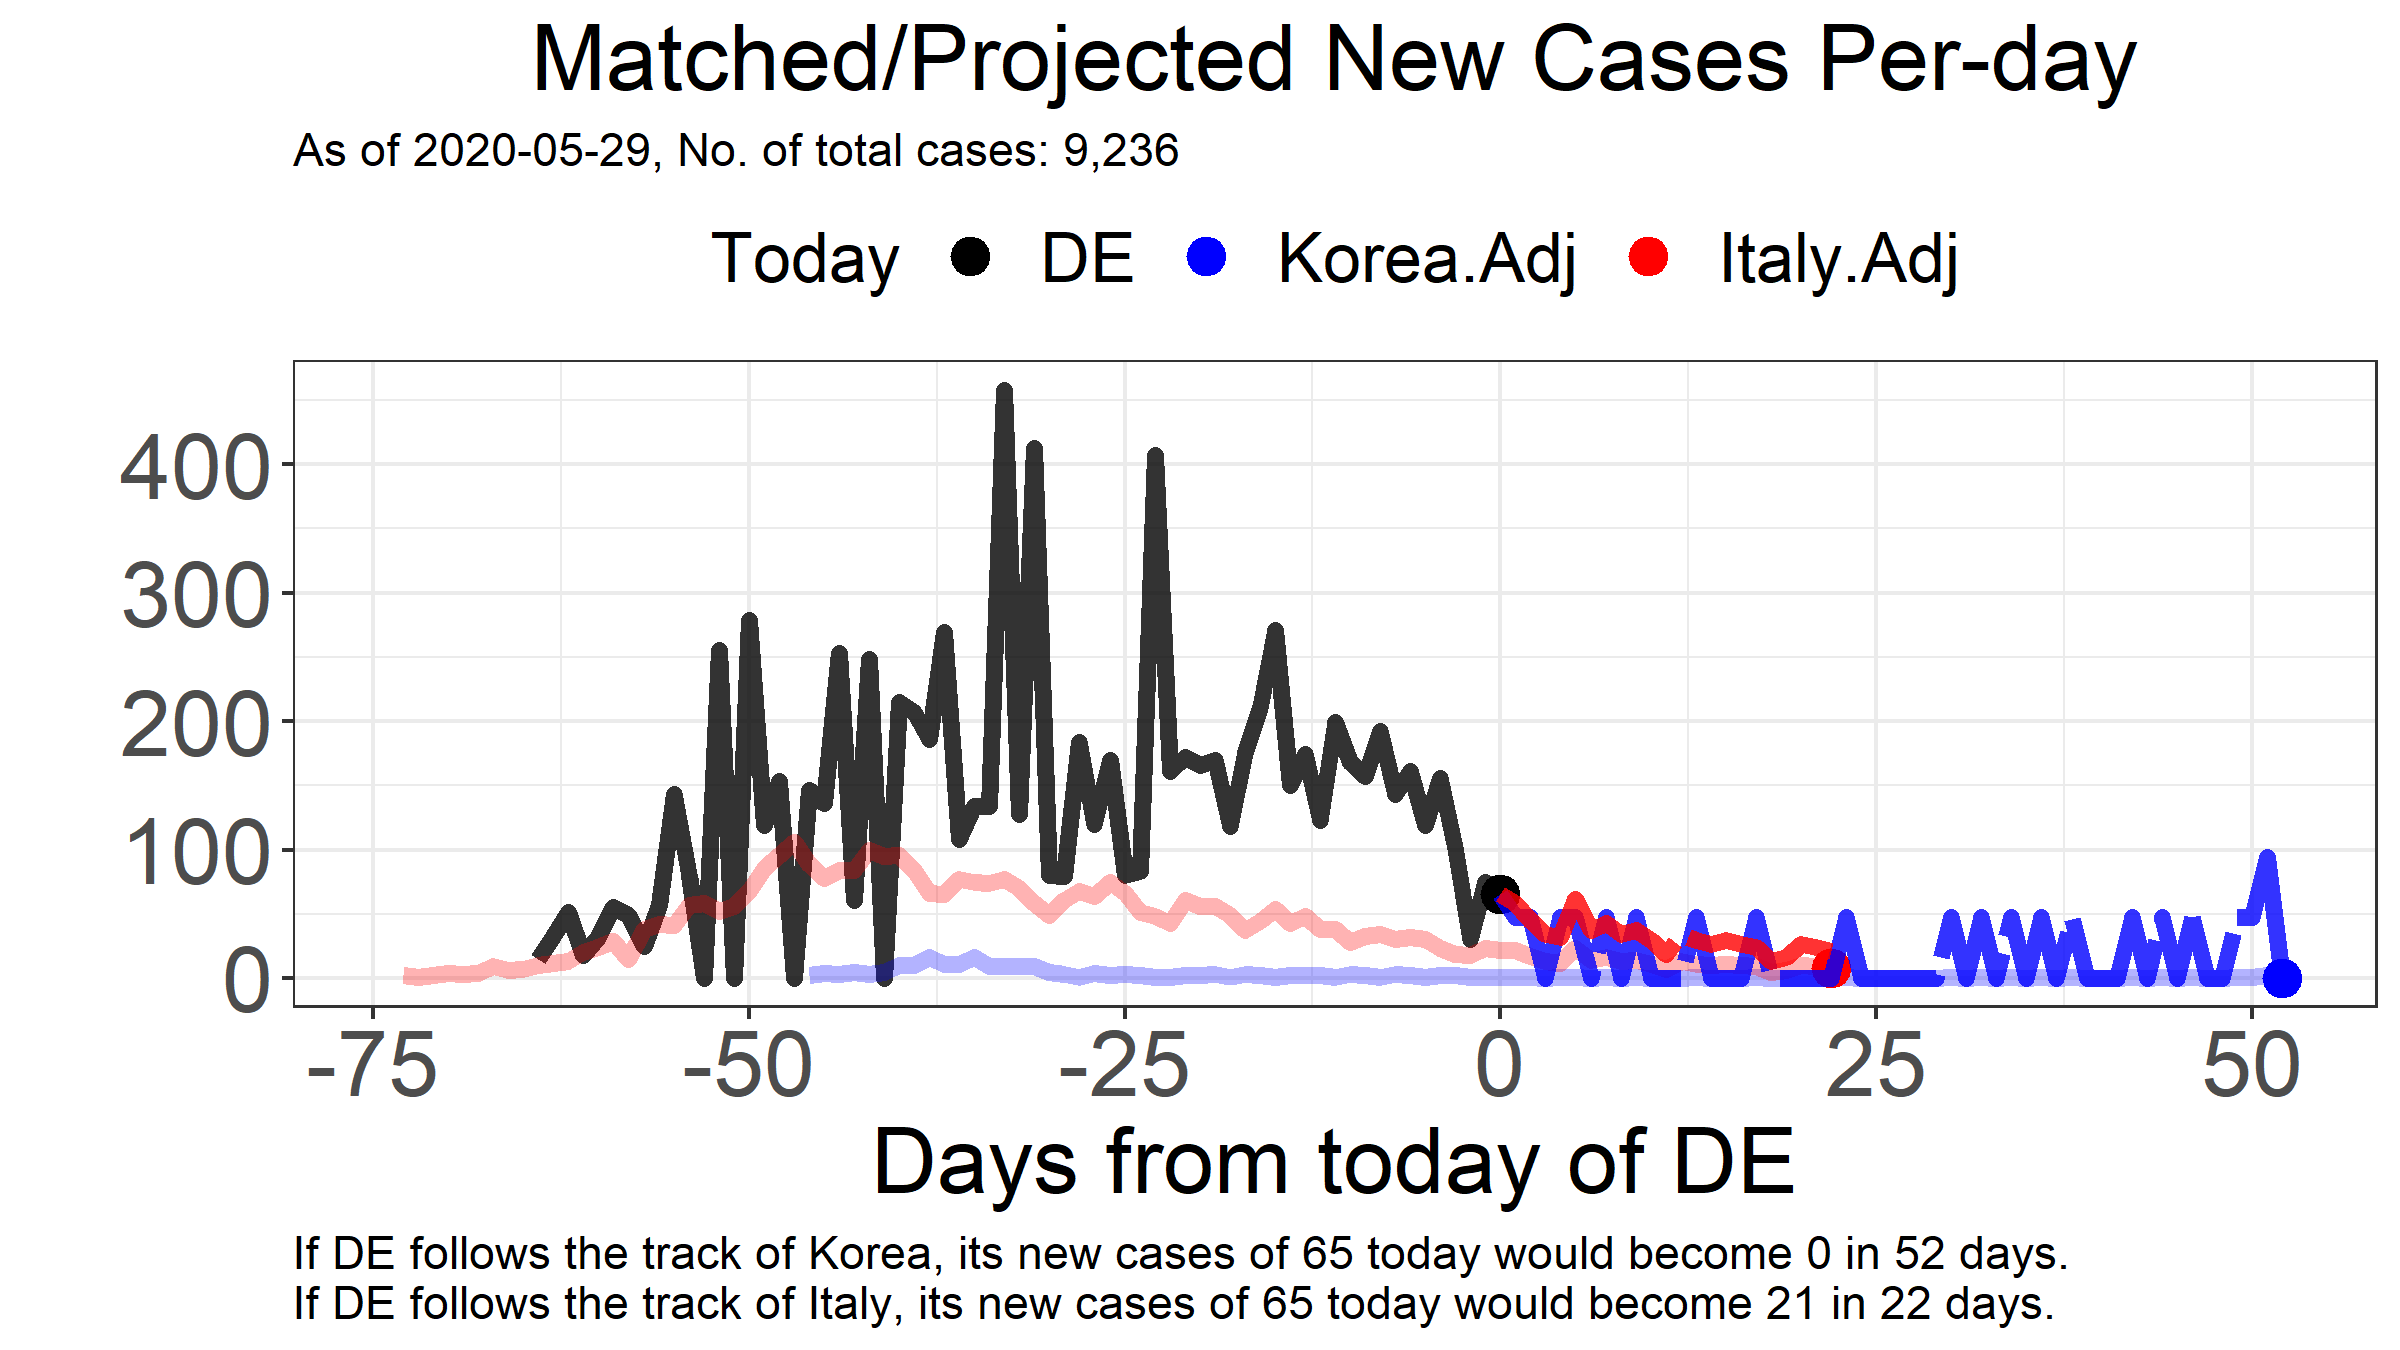 Matched/Projected New Cases Per-day
As of 2020-05-29, No. of total cases: 9,236
Today DE Korea.Adj Italy.Adj
400
300
200
100
0
-75 -50 -25 0 25 50
Days from today of DE
If DE follows the track of Korea, its new cases of 65 today would become 0 in 52 days.
If DE follows the track of Italy, its new cases of 65 today would become 21 in 22 days.